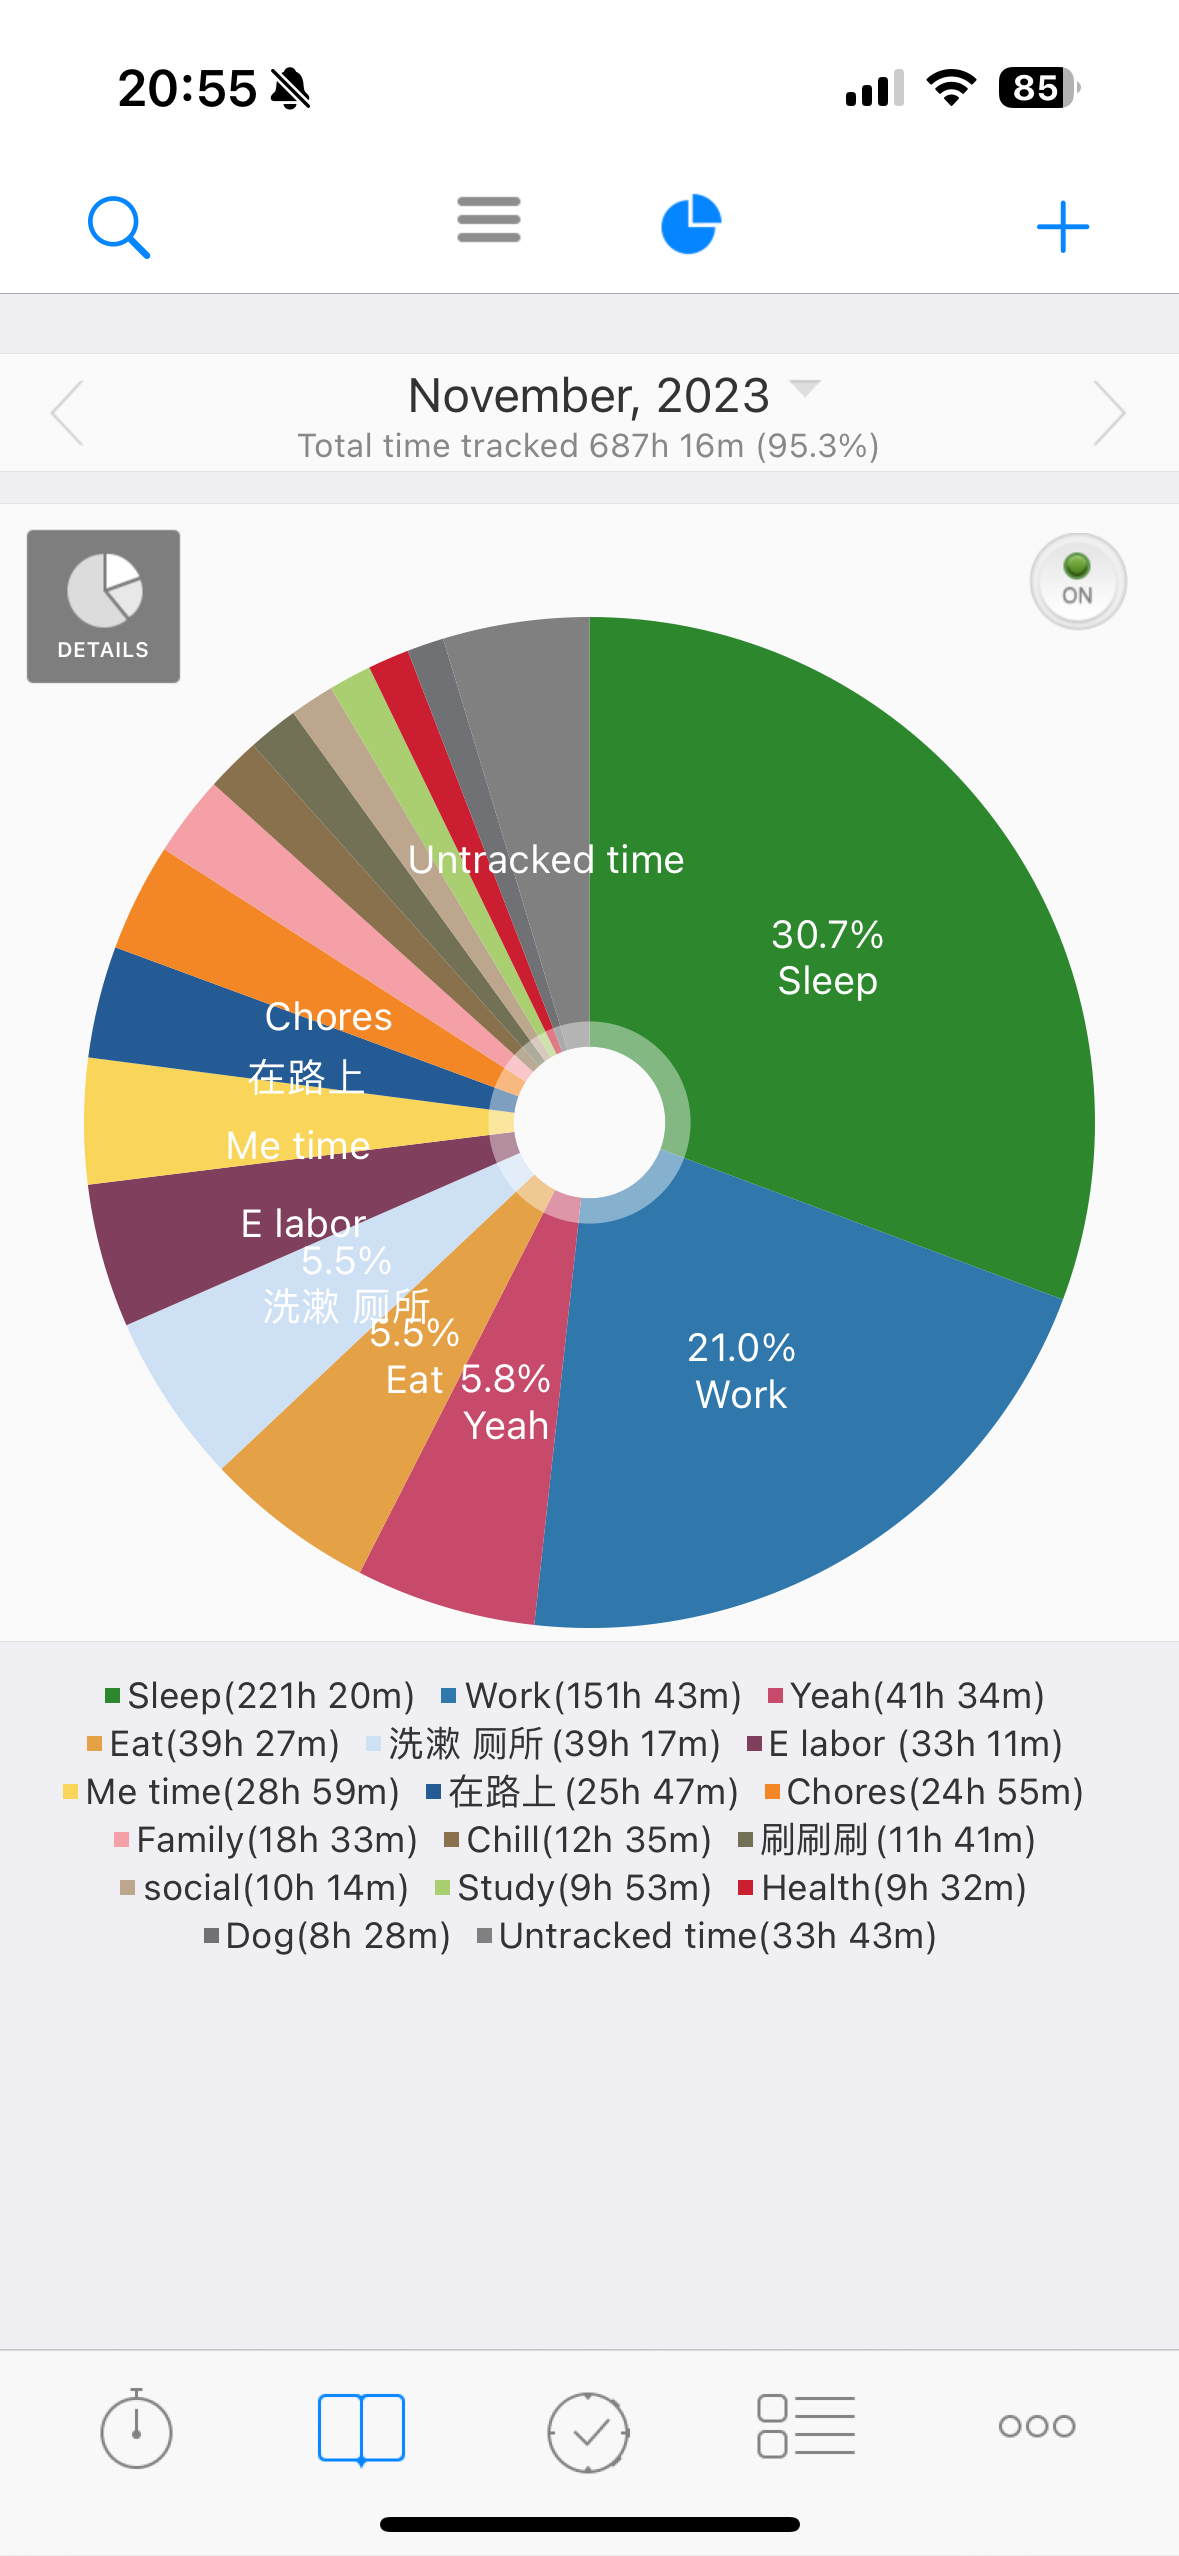 20:55
85
November, 2023
Total time tracked 687h 16m (95.3%)
DETAILS
ON
Untracked time
30.7%
Sleep
Chores
在路上
Me time
E labor
5.5%
洗漱 厕所
5.5%
Eat
5.8%
Yeah
21.0%
Work
Sleep(221h 20m) Work(151h 43m) Yeah(41h 34m)
Eat(39h 27m) 洗漱 厕所 (39h 17m) E labor (33h 11m)
Me time(28h 59m) 在路上 (25h 47m) Chores(24h 55m)
Family(18h 33m) Chill(12h 35m) 刷刷刷 (11h 41m)
social(10h 14m) Study(9h 53m) Health(9h 32m)
Dog(8h 28m) Untracked time(33h 43m)